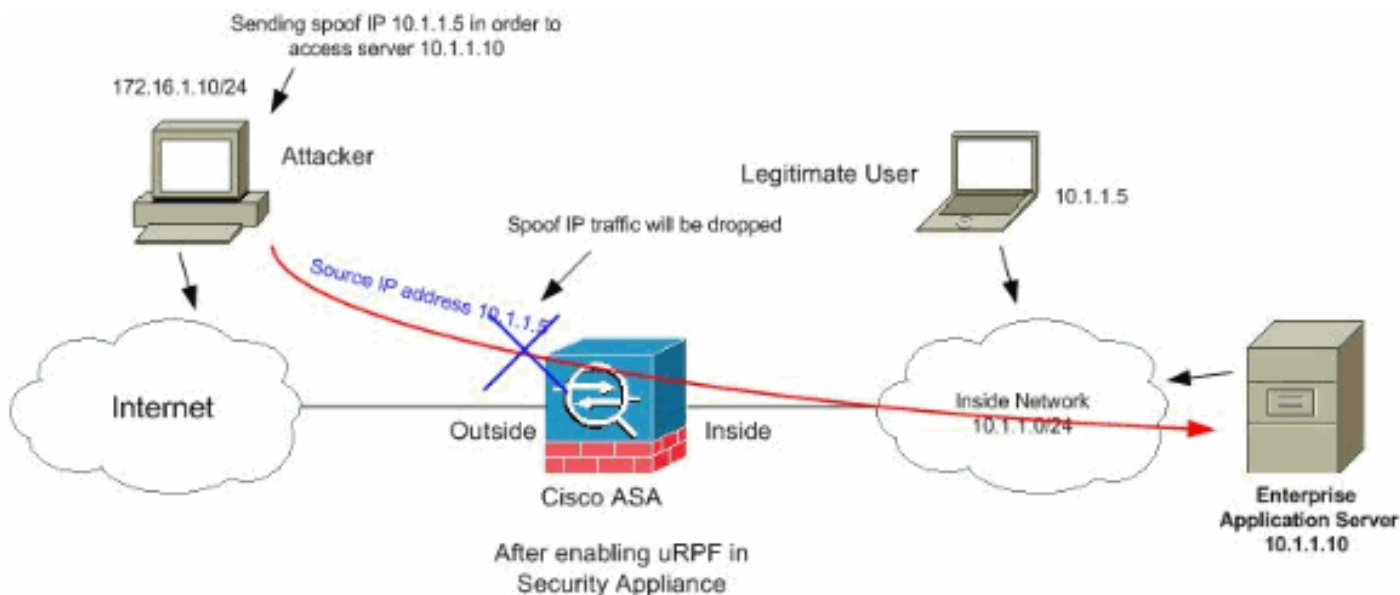 Sending spoof IP 10.1.1.5 in order to
access server 10.1.1.10
172.16.1.10/24
Attacker
Legitimate User
10.1.1.5
Spoof IP traffic will be dropped
Source IP address 10.1.1.5
Internet
Outside
Inside
Inside Network
10.1.1.0/24
Cisco ASA
Enterprise
Application Server
10.1.1.10
After enabling uRPF in
Security Appliance